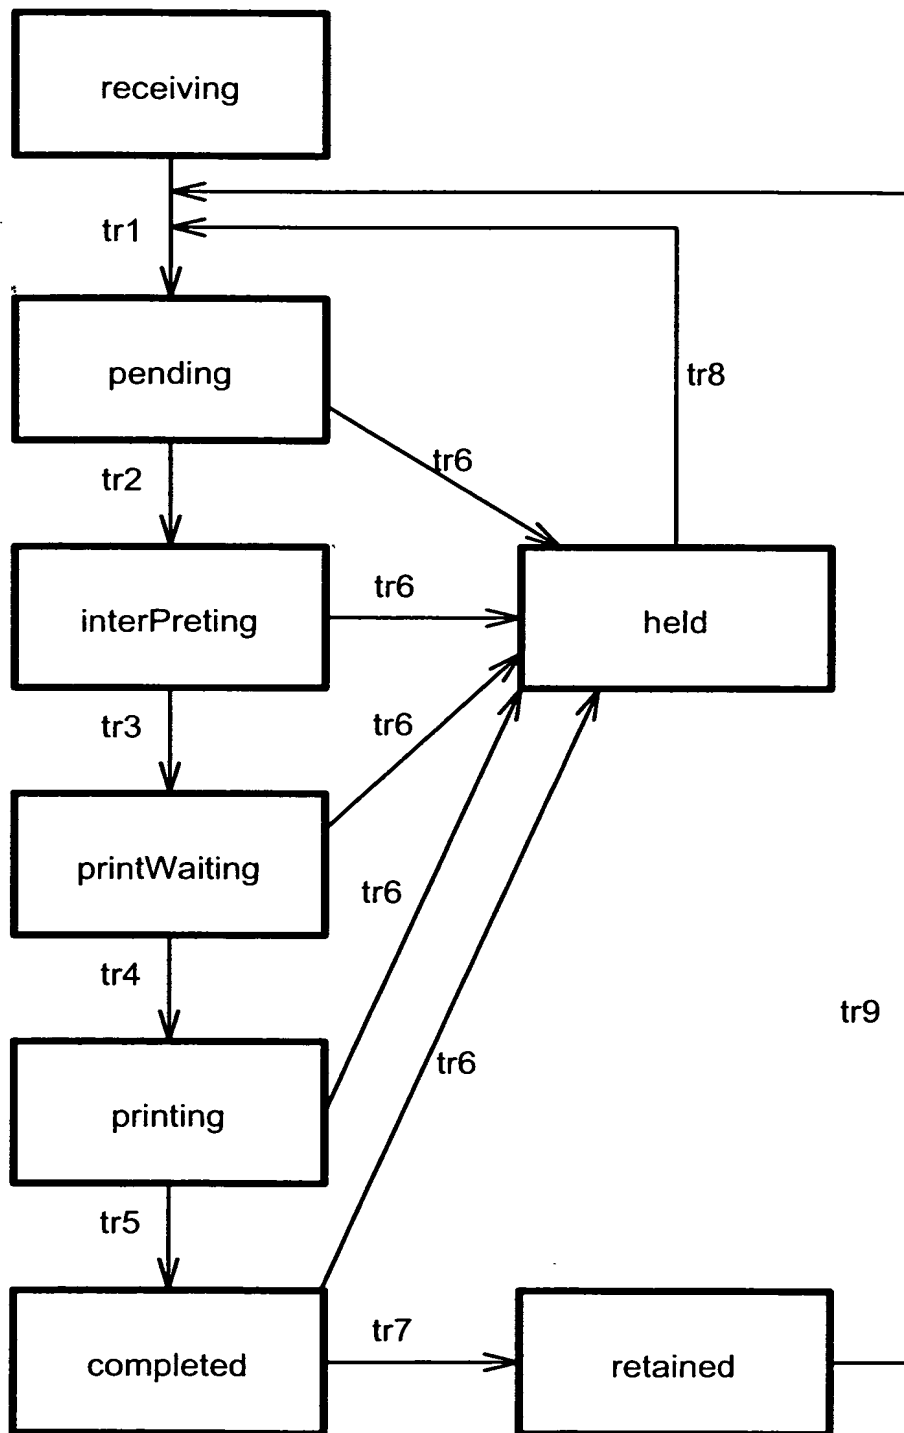 receiving
tr1
pending
tr8
tr6
tr2
interPreting
tr6
held
tr3
tr6
printWaiting
tr6
tr4
tr9
tr6
printing
tr5
tr7
completed
retained